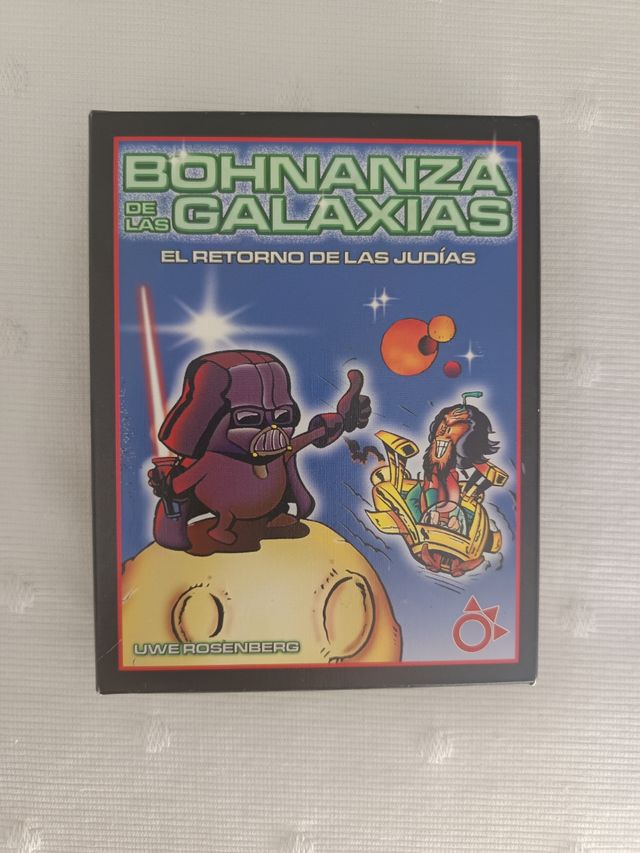 BOHNANZA
DE LAS GALAXIAS
EL RETORNO DE LAS JUDÍAS
UWE ROSENBERG